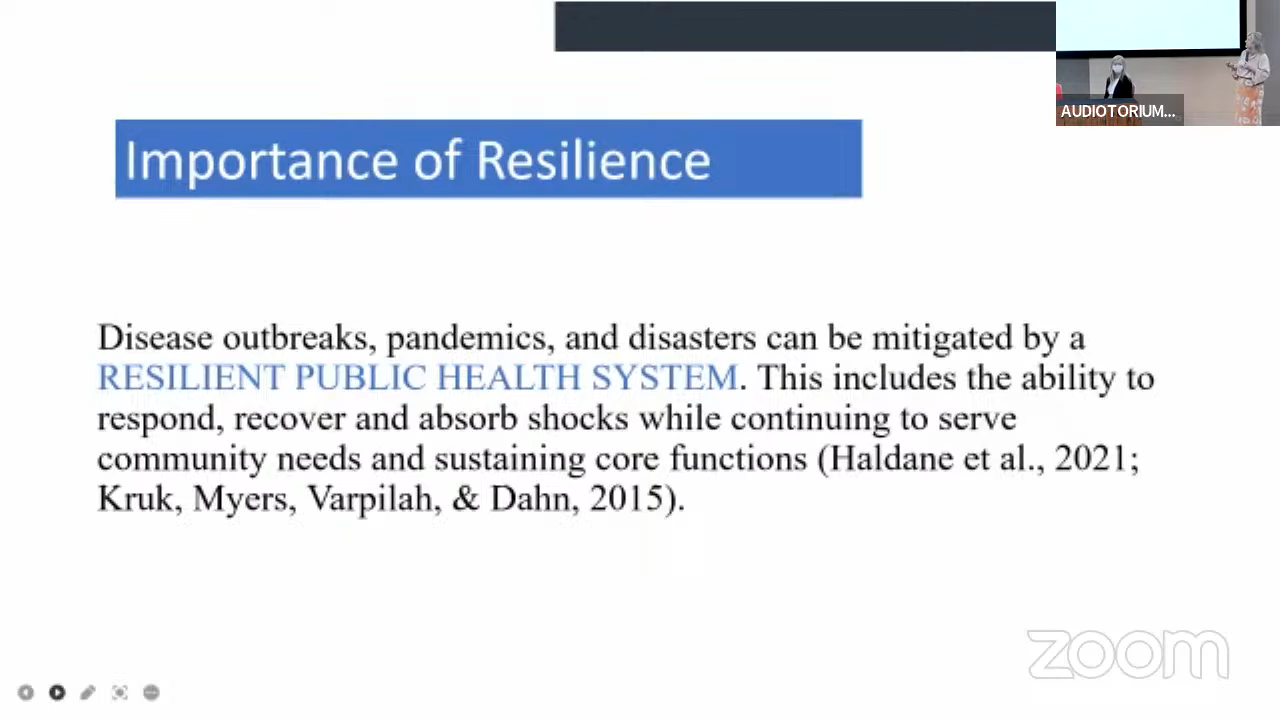 AUDIOTORIUM...
Importance of Resilience
Disease outbreaks, pandemics, and disasters can be mitigated by a
RESILIENT PUBLIC HEALTH SYSTEM. This includes the ability to
respond, recover and absorb shocks while continuing to serve
community needs and sustaining core functions (Haldane et al., 2021;
Kruk, Myers, Varpilah, & Dahn, 2015).
zoom